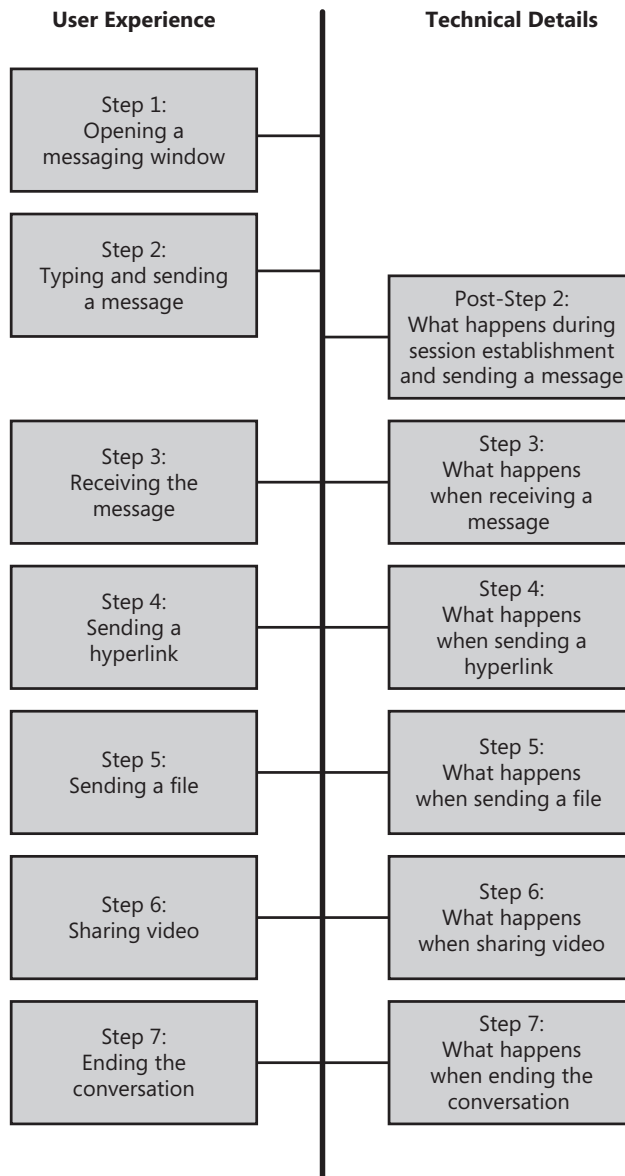 User Experience
Technical Details
Step 1:
Opening a
messaging window
Step 2:
Typing and sending
a message
Post-Step 2:
What happens during
session establishment
and sending a message
Step 3:
Receiving the
message
Step 3:
What happens
when receiving a
message
Step 4:
Sending a
hyperlink
Step 4:
What happens
when sending a
hyperlink
Step 5:
Sending a file
Step 5:
What happens
when sending a file
Step 6:
Sharing video
Step 6:
What happens
when sharing video
Step 7:
Ending the
conversation
Step 7:
What happens
when ending the
conversation